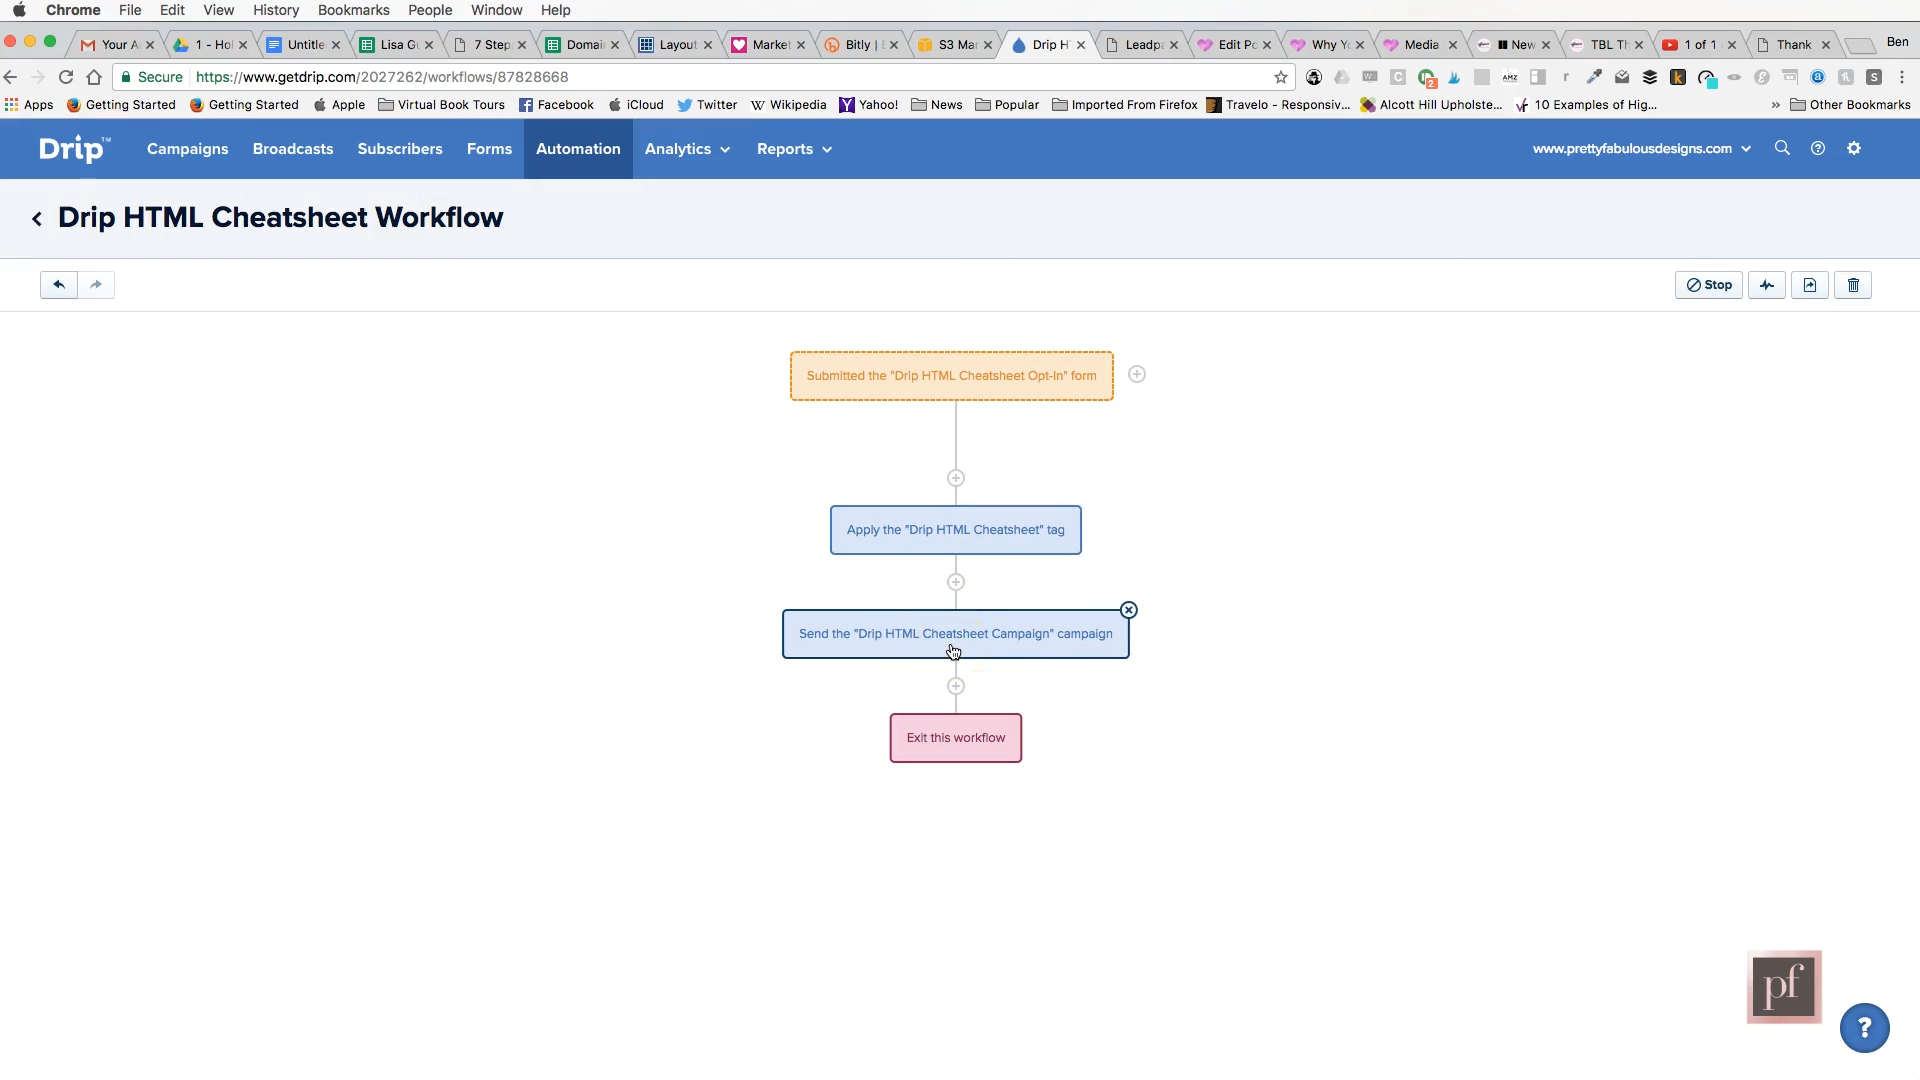 Chrome File Edit View History Bookmarks People Window Help
Your A 1 - Ho Untitle Lisa Gu 7 Step Domai Layout Market Bitly | S3 Ma Drip H Leadpa Edit Po Why Y Media New TBL Th 1 of 1 Thank Ben
Secure https://www.getdrip.com/2027262/workflows/87828668
Apps Getting Started Getting Started Apple Virtual Book Tours Facebook iCloud Twitter Wikipedia Yahoo! News Popular Imported From Firefox Travelo - Responsiv... Alcott Hill Upholste... 10 Examples of Hig... » Other Bookmarks
Drip™ Campaigns Broadcasts Subscribers Forms Automation Analytics Reports www.prettyfabulousdesigns.com
Drip HTML Cheatsheet Workflow
Stop
Submitted the "Drip HTML Cheatsheet Opt-In" form
Apply the "Drip HTML Cheatsheet" tag
Send the "Drip HTML Cheatsheet Campaign" campaign
Exit this workflow
pf
?